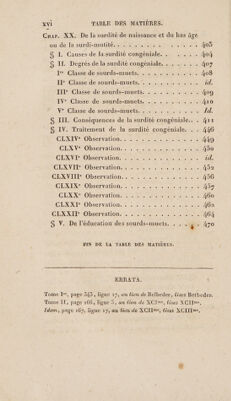 xvj TABLE DES MATIÈRES.
CHAP. XX. De la surdité de naissance et du bas âge
ou de la surdi-mutité. 403
§ I. Causes de la surdité congéniale. 404
§ II. Degrés de la surdité congéniale. 407
Ire Classe de sourds-muets. 408
IIe Classe de sourds-muets. id.
IIIe Classe de sourds-muets. 409
IVe Classe de sourds-muets. 410
Ve Classe de sourds-muets. Id.
§ III. Conséquences de la surdité congéniale. 411
§ IV. Traitement de la surdité congéniale. 446
CLXIVe Observation. 449
CLXVe Observation. 450
CLXVIe Observation. id.
CLXVIIe Observation. 452
CLXVIIIe Observation. 456
CLXIXe Observation. 457
CLXXe Observation. 460
CLXXIe Observation. 462
CLXXIIe Observation. 464
§ V. De l'éducation des sourds-muets. 470
FIN DE LA TABLE DES MATIÈRES.
ERRATA.
Tome Ier, page 343, ligne 17, au lieu de Belbeder, lisez Betbeder.
Tome II, page 166, ligne 5, au lieu de XCIme, lisez XCIIme.
Idem, page 167, ligne 17, au lieu de XCIIme, lisez XCIIIme.